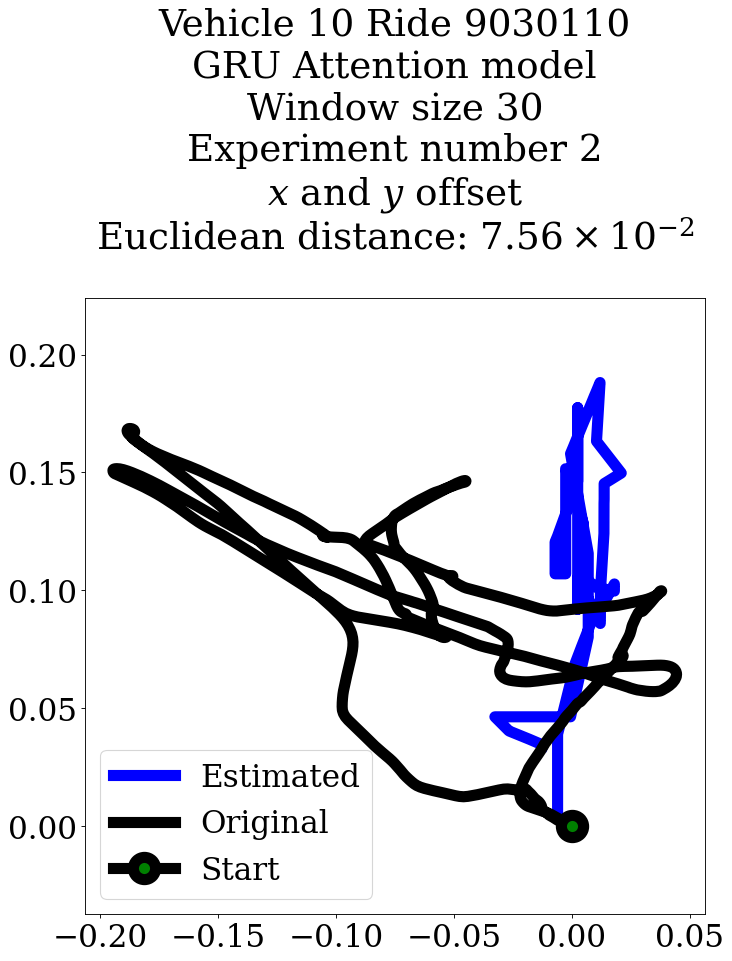 Vehicle 10 Ride 9030110
GRU Attention model
Window size 30
Experiment number 2
x and y offset
Euclidean distance: 7.56 × 10⁻²
0.20
0.15
0.10
0.05
0.00
Estimated
Original
Start
−0.20 −0.15 −0.10 −0.05 0.00 0.05